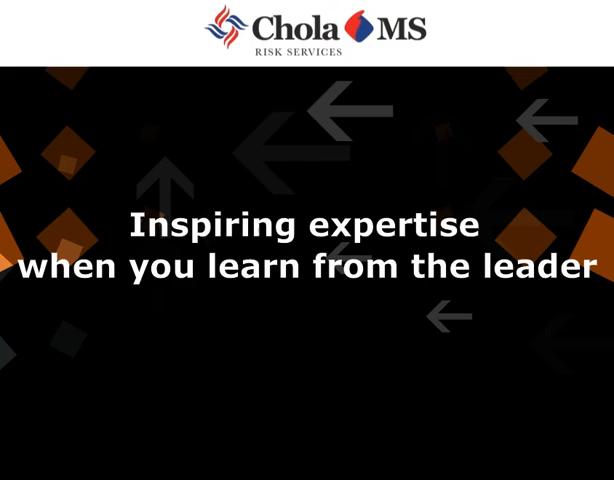 Chola MS
RISK SERVICES
Inspiring expertise
when you learn from the leader